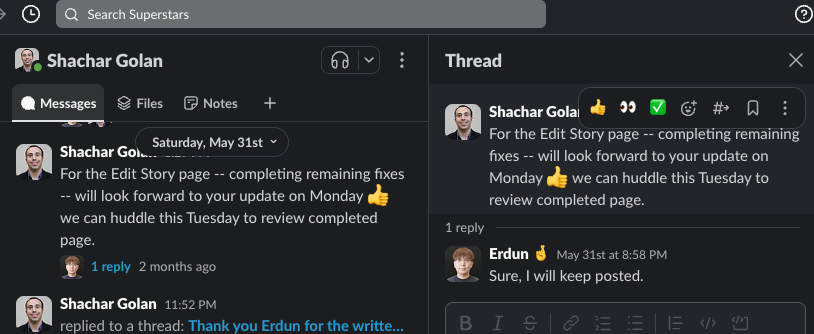 Search Superstars
Shachar Golan
Messages
Files
Notes
Saturday, May 31st
Shachar Golan
For the Edit Story page -- completing remaining fixes
-- will look forward to your update on Monday 👍
we can huddle this Tuesday to review completed
page.
1 reply 2 months ago
Shachar Golan 11:52 PM
replied to a thread: Thank you Erdun for the writte…
Thread
Shachar Golan
For the Edit Story page -- completing remaining
fixes -- will look forward to your update on
Monday 👍 we can huddle this Tuesday to
review completed page.
1 reply
Erdun 🤞 May 31st at 8:58 PM
Sure, I will keep posted.